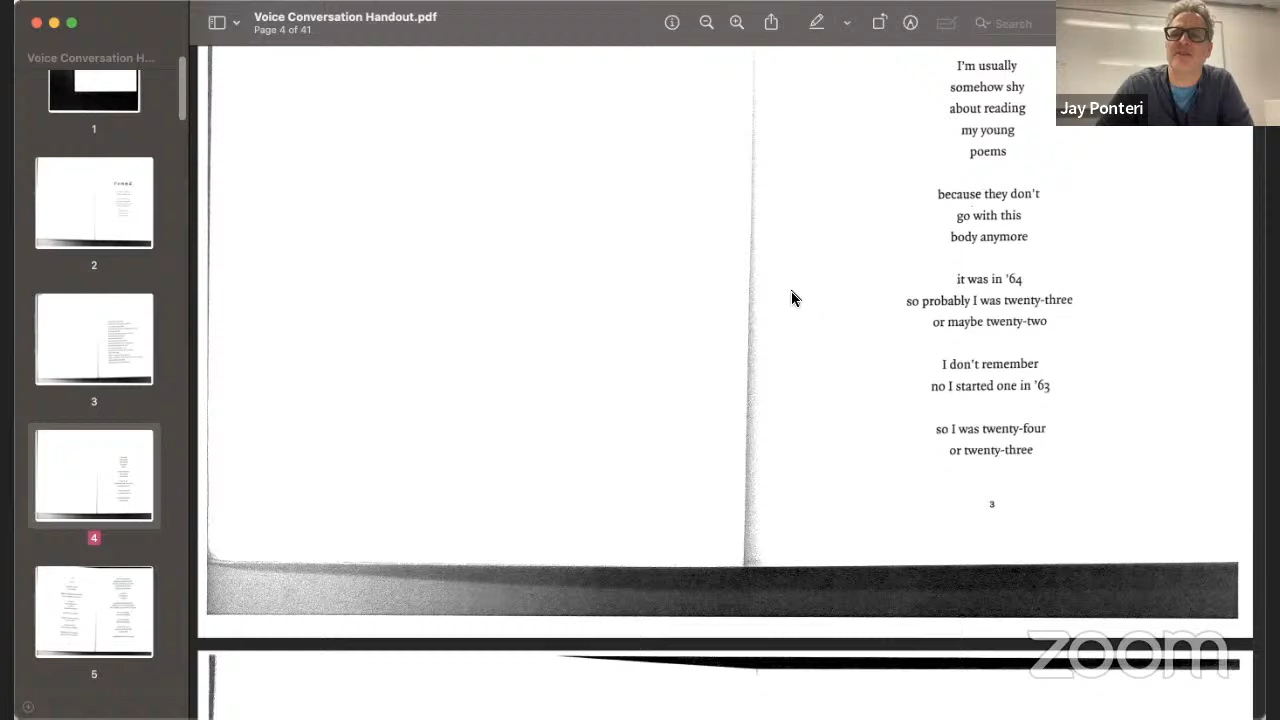 Voice Conversation Handout.pdf
Page 4 of 41
Search
Voice Conversation H...
1
2
3
4
5
I'm usually
somehow shy
about reading
my young
poems
because they don't
go with this
body anymore
it was in '64
so probably I was twenty-three
or maybe twenty-two
I don't remember
no I started one in '63
so I was twenty-four
or twenty-three
3
Jay Ponteri
zoom